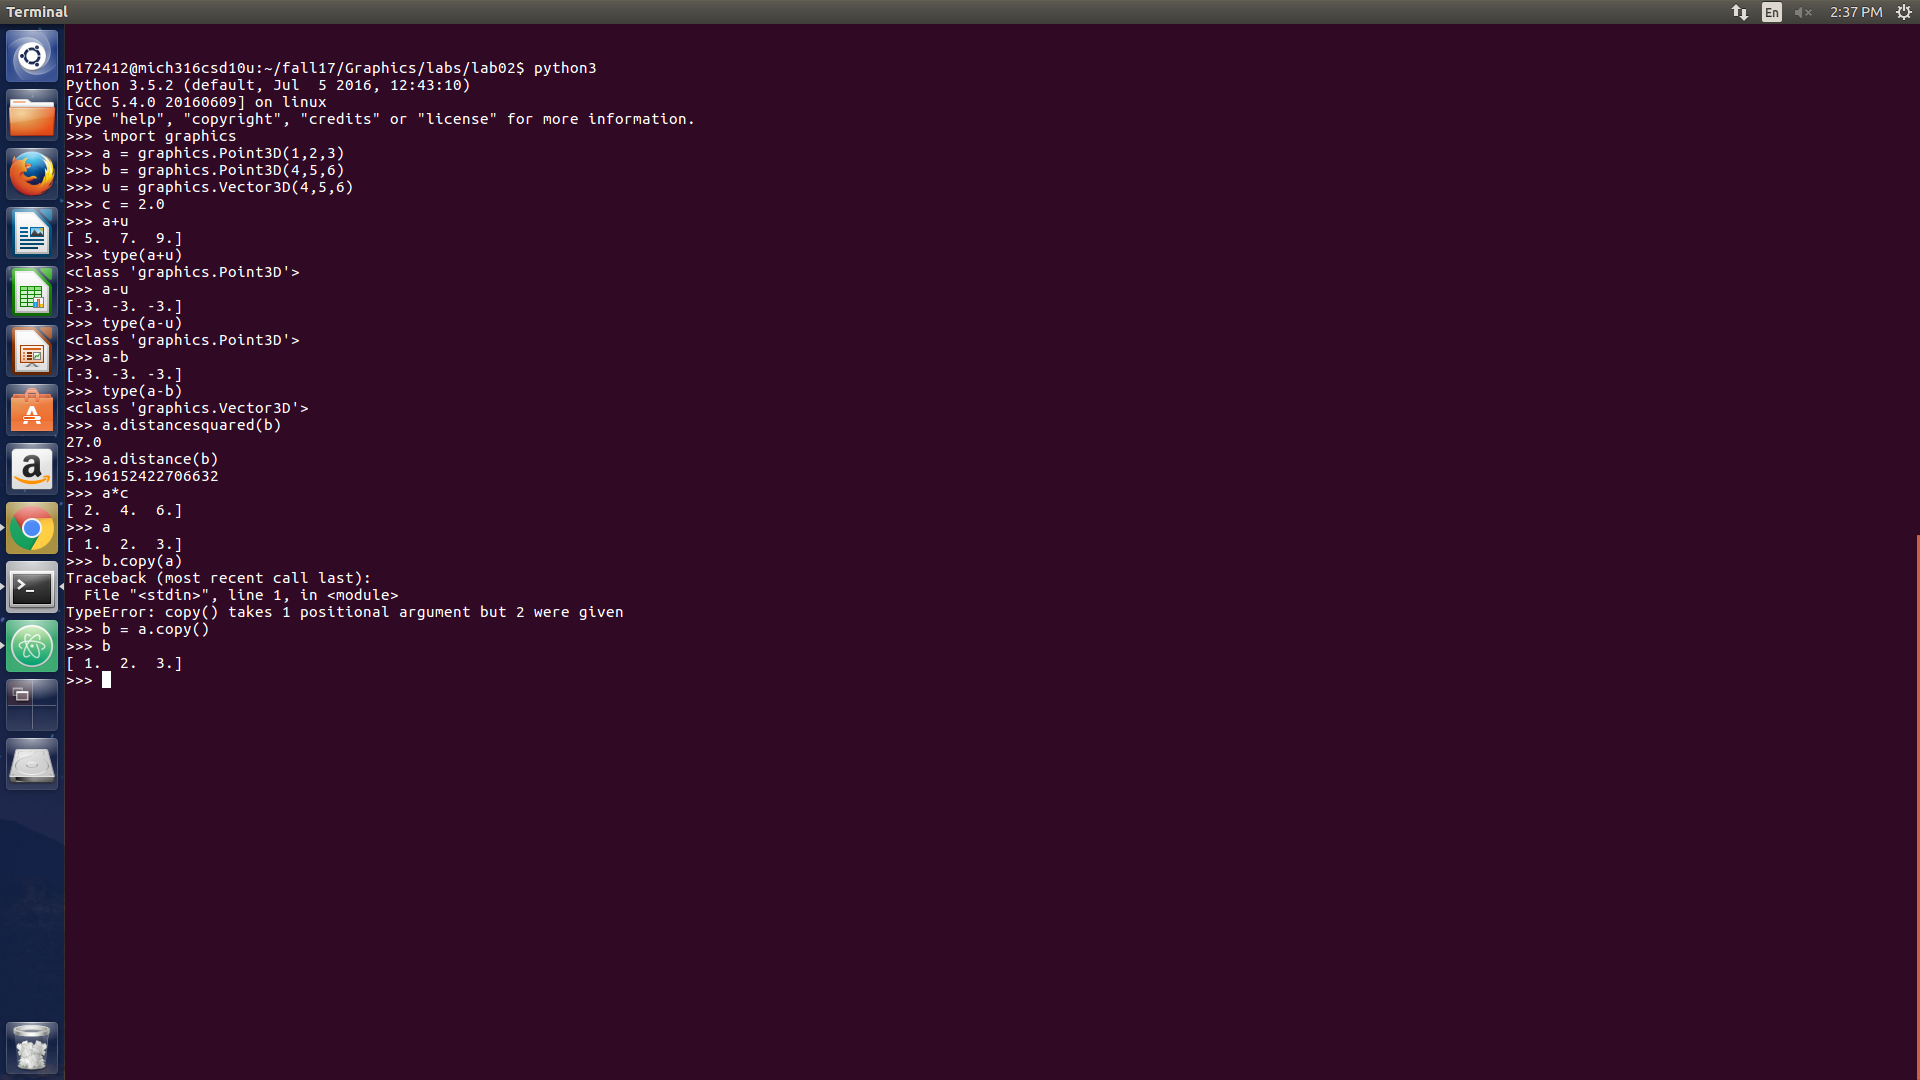 Terminal
En
2:37 PM
m172412@mich316csd10u:~/fall17/Graphics/labs/lab02$ python3
Python 3.5.2 (default, Jul  5 2016, 12:43:10)
[GCC 5.4.0 20160609] on linux
Type "help", "copyright", "credits" or "license" for more information.
>>> import graphics
>>> a = graphics.Point3D(1,2,3)
>>> b = graphics.Point3D(4,5,6)
>>> u = graphics.Vector3D(4,5,6)
>>> c = 2.0
>>> a+u
[ 5.  7.  9.]
>>> type(a+u)
<class 'graphics.Point3D'>
>>> a-u
[-3. -3. -3.]
>>> type(a-u)
<class 'graphics.Point3D'>
>>> a-b
[-3. -3. -3.]
>>> type(a-b)
<class 'graphics.Vector3D'>
>>> a.distancesquared(b)
27.0
>>> a.distance(b)
5.196152422706632
>>> a*c
[ 2.  4.  6.]
>>> a
[ 1.  2.  3.]
>>> b.copy(a)
Traceback (most recent call last):
  File "<stdin>", line 1, in <module>
TypeError: copy() takes 1 positional argument but 2 were given
>>> b = a.copy()
>>> b
[ 1.  2.  3.]
>>>